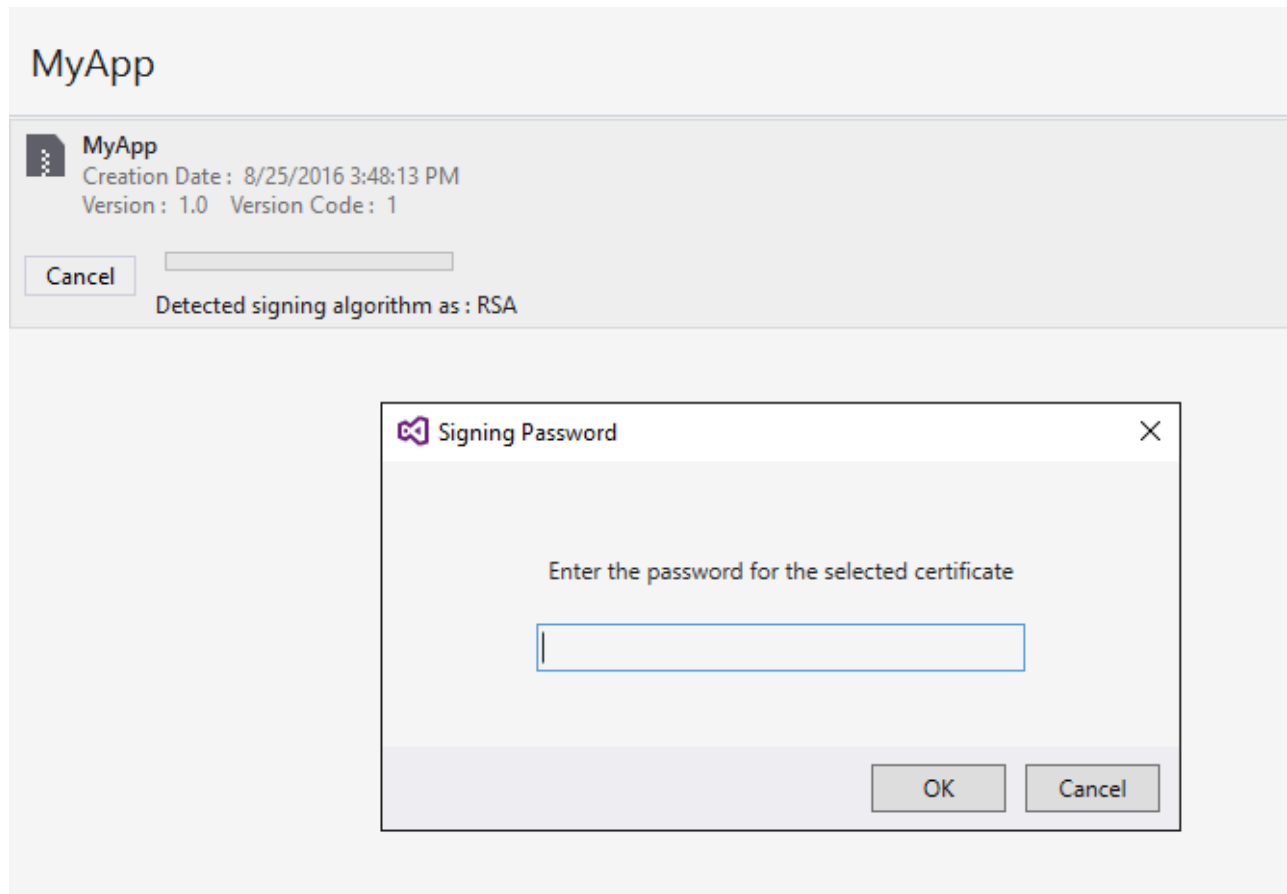 MyApp
MyApp
Creation Date : 8/25/2016 3:48:13 PM
Version : 1.0 Version Code : 1
Cancel
Detected signing algorithm as : RSA
Signing Password
Enter the password for the selected certificate
OK Cancel